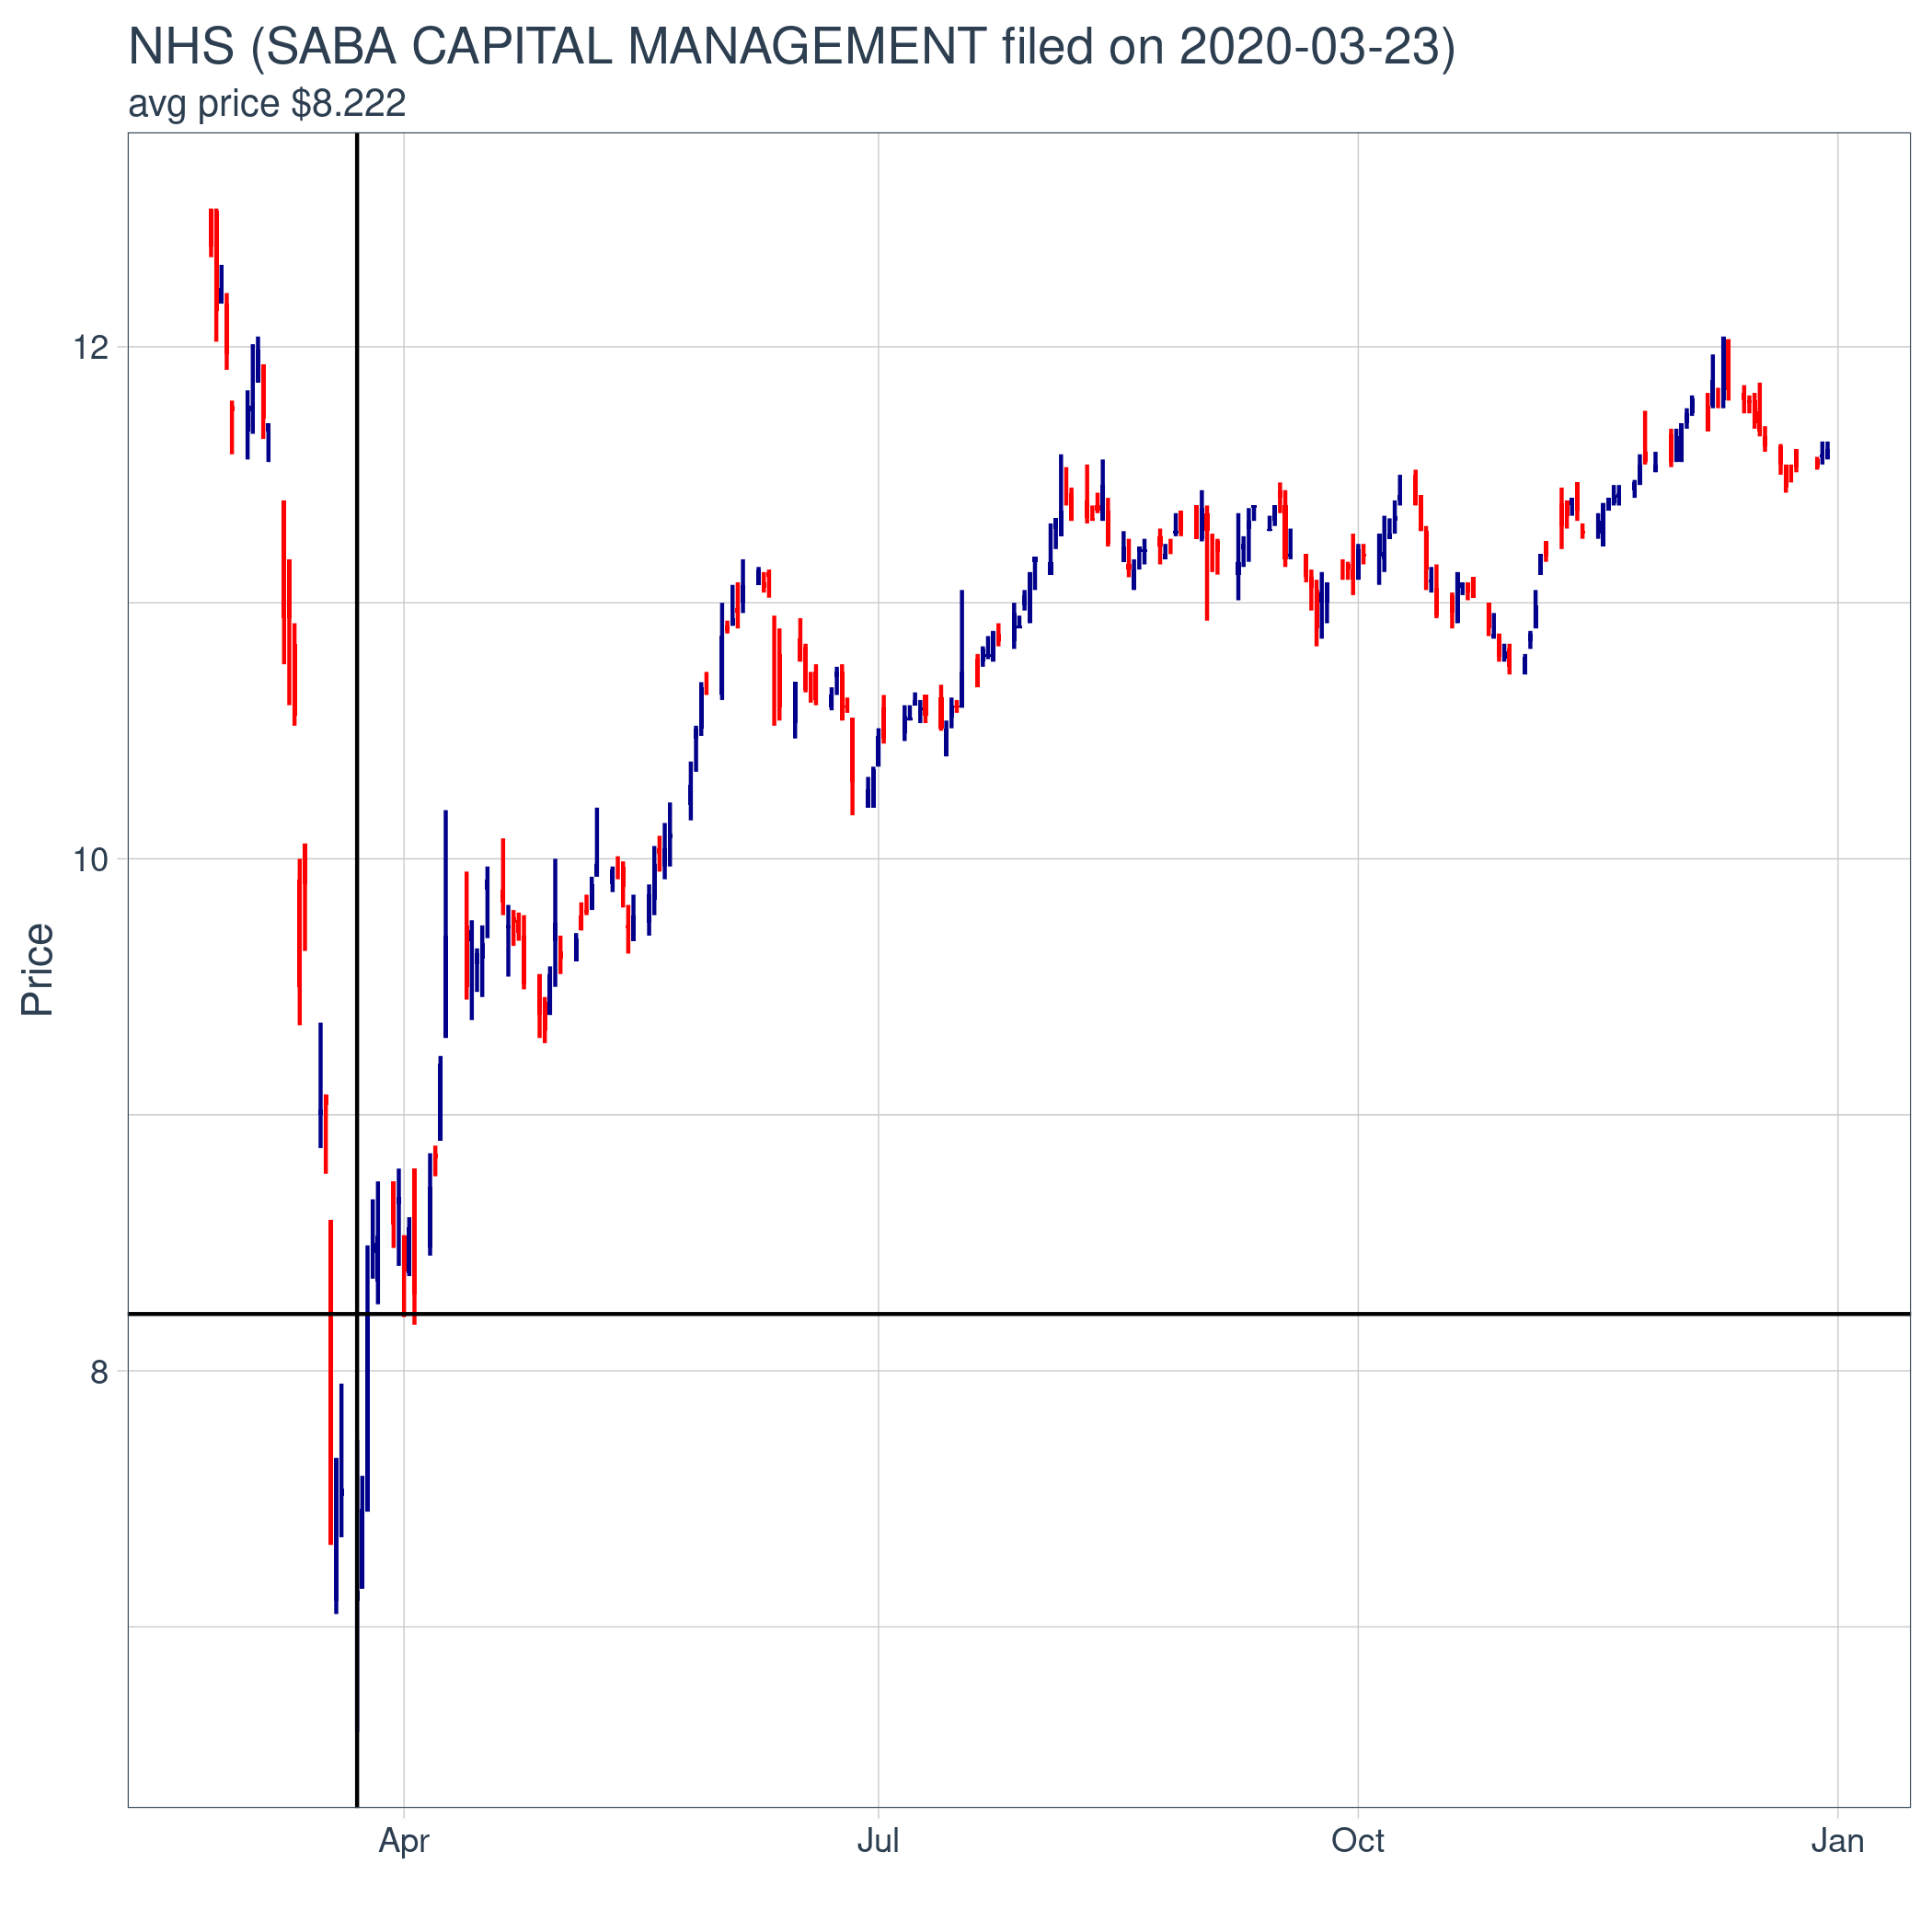 NHS (SABA CAPITAL MANAGEMENT filed on 2020-03-23)
avg price $8.222
12
10
8
Price
Apr Jul Oct Jan